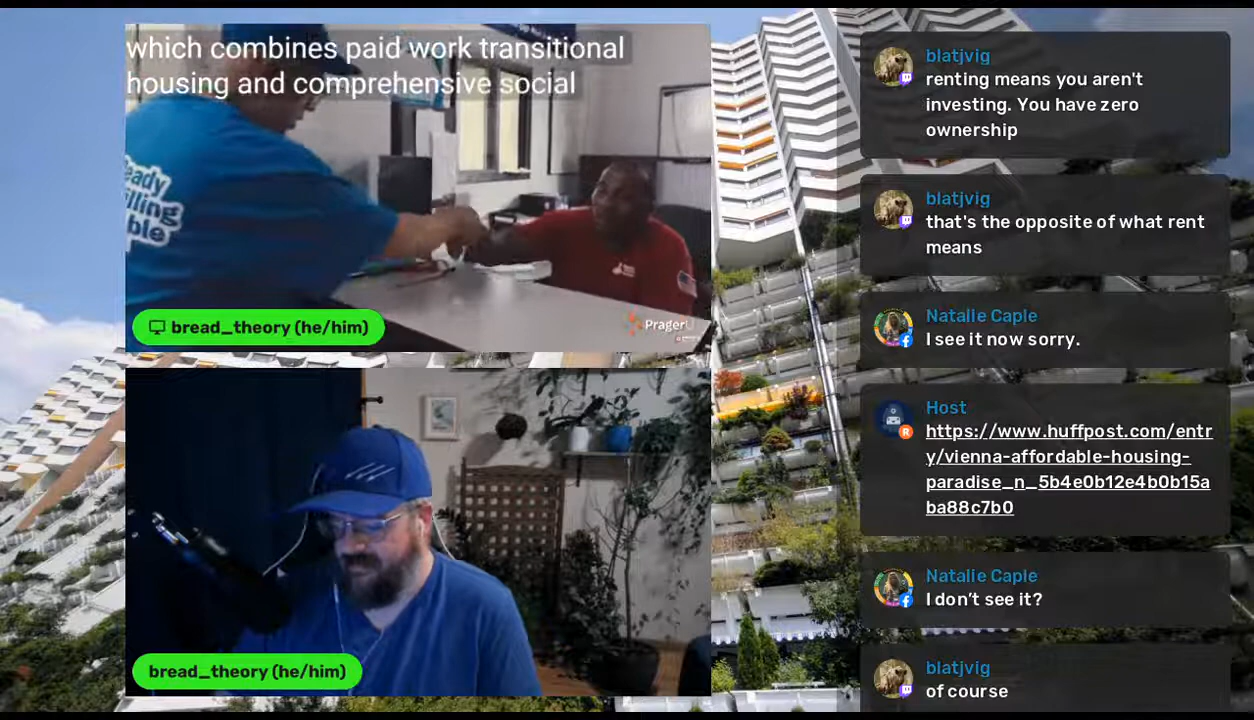 which combines paid work transitional
housing and comprehensive social
eady
illing
ble
bread_theory (he/him)
PragerU
bread_theory (he/him)
blatjvig
renting means you aren't
investing. You have zero
ownership
blatjvig
that's the opposite of what rent
means
Natalie Caple
I see it now sorry.
Host
https://www.huffpost.com/entr
y/vienna-affordable-housing-
paradise_n_5b4e0b12e4b0b15a
ba88c7b0
Natalie Caple
I don't see it?
blatjvig
of course